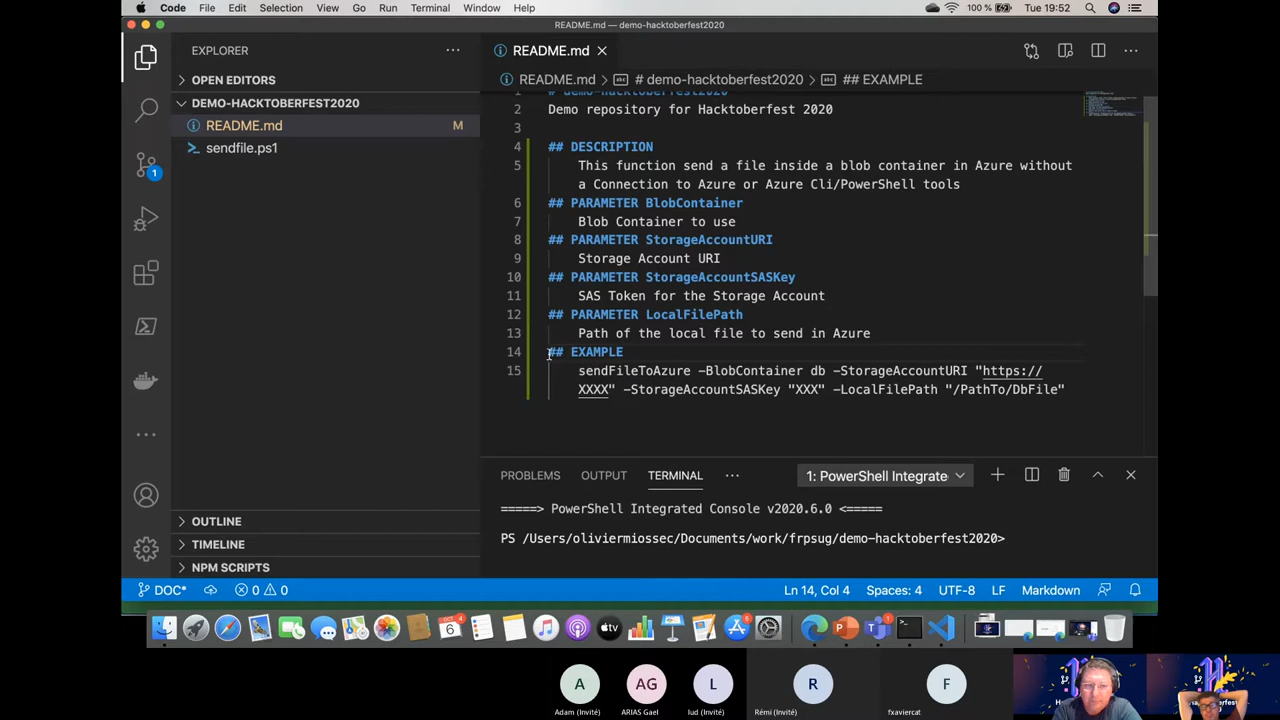 Code File Edit Selection View Go Run Terminal Window Help 100 % Tue 19:52
README.md — demo-hacktoberfest2020
EXPLORER
OPEN EDITORS
DEMO-HACKTOBERFEST2020
README.md M
sendfile.ps1
OUTLINE
TIMELINE
NPM SCRIPTS
1
README.md
README.md > # demo-hacktoberfest2020 > ## EXAMPLE
1 # demo-hacktoberfest2020
2 Demo repository for Hacktoberfest 2020
3
4 ## DESCRIPTION
5 This function send a file inside a blob container in Azure without
a Connection to Azure or Azure Cli/PowerShell tools
6 ## PARAMETER BlobContainer
7 Blob Container to use
8 ## PARAMETER StorageAccountURI
9 Storage Account URI
10 ## PARAMETER StorageAccountSASKey
11 SAS Token for the Storage Account
12 ## PARAMETER LocalFilePath
13 Path of the local file to send in Azure
14 ## EXAMPLE
15 sendFileToAzure -BlobContainer db -StorageAccountURI "https://
XXXX" -StorageAccountSASKey "XXX" -LocalFilePath "/PathTo/DbFile"
PROBLEMS OUTPUT TERMINAL 1: PowerShell Integrate
=====> PowerShell Integrated Console v2020.6.0 <=====
PS /Users/oliviermiossec/Documents/work/frpsug/demo-hacktoberfest2020>
DOC* 0 0 Ln 14, Col 4 Spaces: 4 UTF-8 LF Markdown
6
tv
A AG L R F
Adam (Invité) ARIAS Gael lud (Invité) Rémi (Invité) fxaviercat